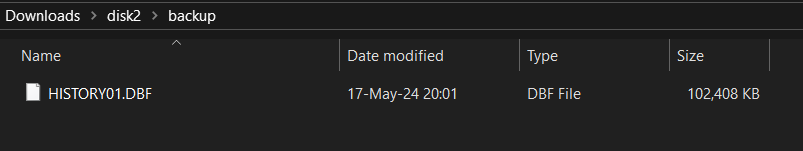 Downloads > disk2 > backup
Name Date modified Type Size
HISTORY01.DBF 17-May-24 20:01 DBF File 102,408 KB